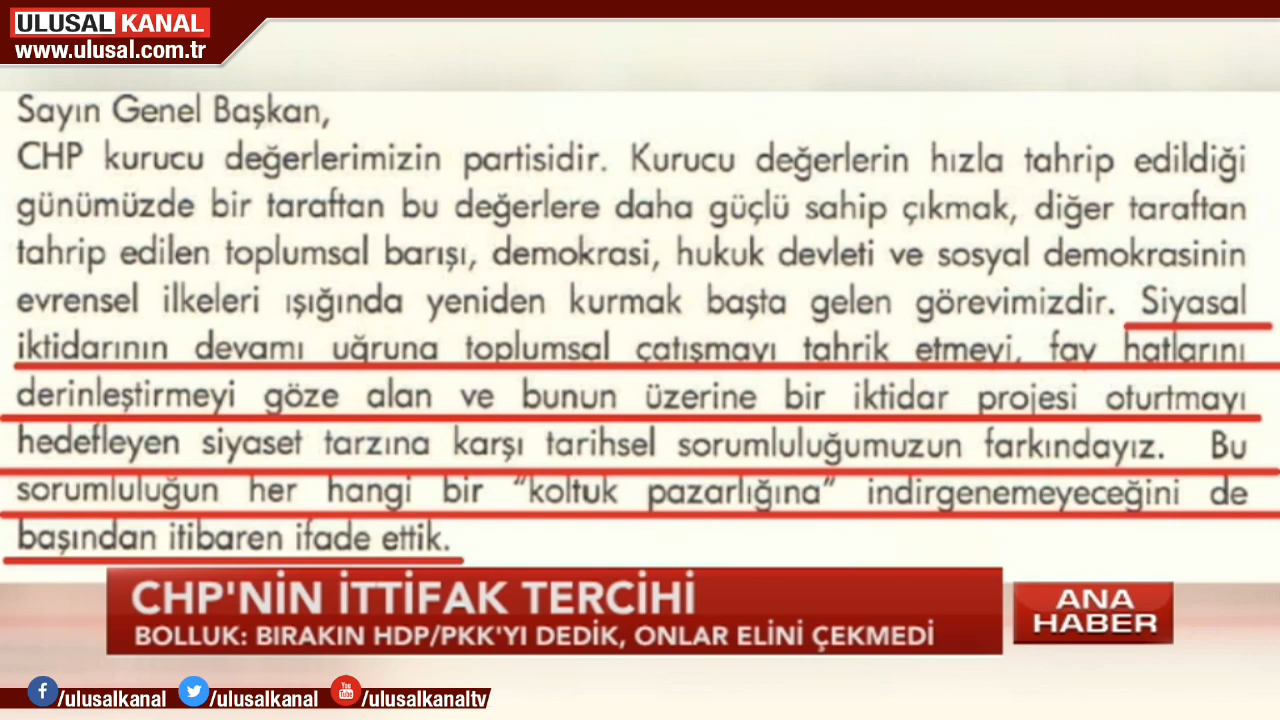 ULUSAL KANAL
www.ulusal.com.tr
Sayın Genel Başkan,
CHP kurucu değerlerimizin partisidir. Kurucu değerlerin hızla tahrip edildiği
günümüzde bir taraftan bu değerlere daha güçlü sahip çıkmak, diğer taraftan
tahrip edilen toplumsal barışı, demokrasi, hukuk devleti ve sosyal demokrasinin
evrensel ilkeleri ışığında yeniden kurmak başta gelen görevimizdir. Siyasal
iktidarının devamı uğruna toplumsal çatışmayı tahrik etmeyi, fay hatlarını
derinleştirmeyi göze alan ve bunun üzerine bir iktidar projesi oturtmayı
hedefleyen siyaset tarzına karşı tarihsel sorumluluğumuzun farkındayız. Bu
sorumluluğun her hangi bir "koltuk pazarlığına" indirgenemeyeceğini de
başından itibaren ifade ettik.
CHP'NİN İTTİFAK TERCİHİ
BOLLUK: BIRAKIN HDP/PKK'YI DEDİK, ONLAR ELİNİ ÇEKMEDİ
ANA
HABER
/ulusalkanal /ulusalkanal You Tube /ulusalkanaltv